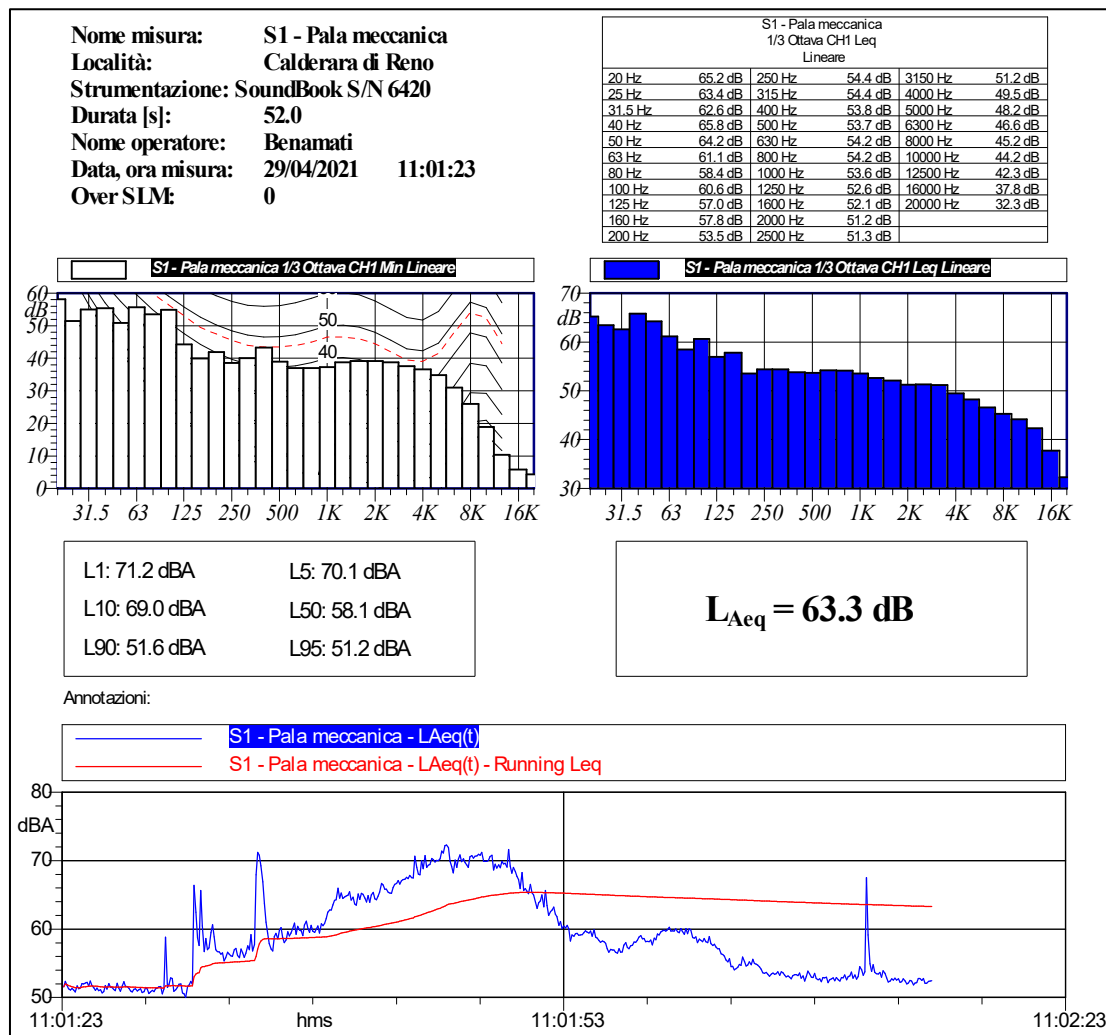 Nome misura: S1 - Pala meccanica
Località: Calderara di Reno
Strumentazione: SoundBook S/N 6420
Durata [s]: 52.0
Nome operatore: Benamati
Data, ora misura: 29/04/2021 11:01:23
Over SLM: 0
S1 - Pala meccanica
1/3 Ottava CH1 Leq
Lineare
20 Hz 65.2 dB 250 Hz 54.4 dB 3150 Hz 51.2 dB
25 Hz 63.4 dB 315 Hz 54.4 dB 4000 Hz 49.5 dB
31.5 Hz 62.6 dB 400 Hz 53.8 dB 5000 Hz 48.2 dB
40 Hz 65.8 dB 500 Hz 53.7 dB 6300 Hz 46.6 dB
50 Hz 64.2 dB 630 Hz 54.2 dB 8000 Hz 45.2 dB
63 Hz 61.1 dB 800 Hz 54.2 dB 10000 Hz 44.2 dB
80 Hz 58.4 dB 1000 Hz 53.6 dB 12500 Hz 42.3 dB
100 Hz 60.6 dB 1250 Hz 52.6 dB 16000 Hz 37.8 dB
125 Hz 57.0 dB 1600 Hz 52.1 dB 20000 Hz 32.3 dB
160 Hz 57.8 dB 2000 Hz 51.2 dB
200 Hz 53.5 dB 2500 Hz 51.3 dB
S1 - Pala meccanica 1/3 Ottava CH1 Min Lineare
60
dB
50
40
30
20
10
0
50
40
31.5 63 125 250 500 1K 2K 4K 8K 16K
S1 - Pala meccanica 1/3 Ottava CH1 Leq Lineare
70
dB
60
50
40
30
31.5 63 125 250 500 1K 2K 4K 8K 16K
L1: 71.2 dBA L5: 70.1 dBA
L10: 69.0 dBA L50: 58.1 dBA
L90: 51.6 dBA L95: 51.2 dBA
LAeq = 63.3 dB
Annotazioni:
S1 - Pala meccanica - LAeq(t)
S1 - Pala meccanica - LAeq(t) - Running Leq
80
dBA
70
60
50
11:01:23 hms 11:01:53 11:02:23